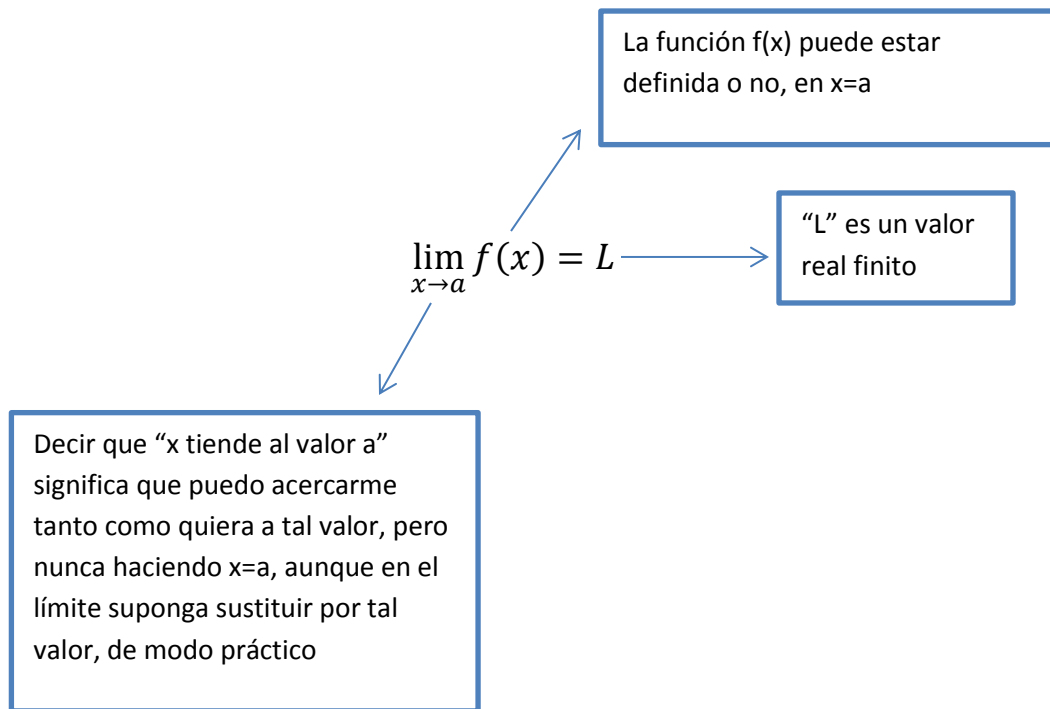 La función f(x) puede estar
definida o no, en x=a
“L” es un valor
real finito
lim f(x) = L
x→a
Decir que “x tiende al valor a”
significa que puedo acercarme
tanto como quiera a tal valor, pero
nunca haciendo x=a, aunque en el
límite suponga sustituir por tal
valor, de modo práctico